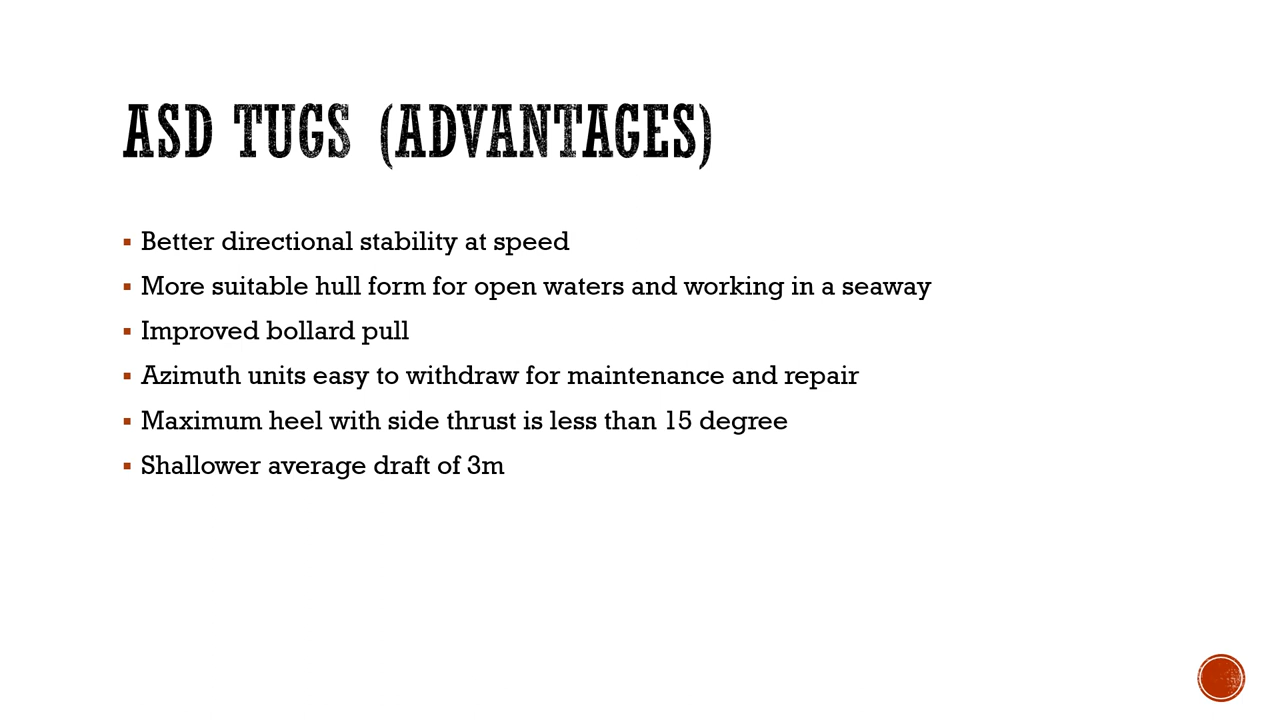 ASD TUGS (ADVANTAGES)
▪ Better directional stability at speed
▪ More suitable hull form for open waters and working in a seaway
▪ Improved bollard pull
▪ Azimuth units easy to withdraw for maintenance and repair
▪ Maximum heel with side thrust is less than 15 degree
▪ Shallower average draft of 3m